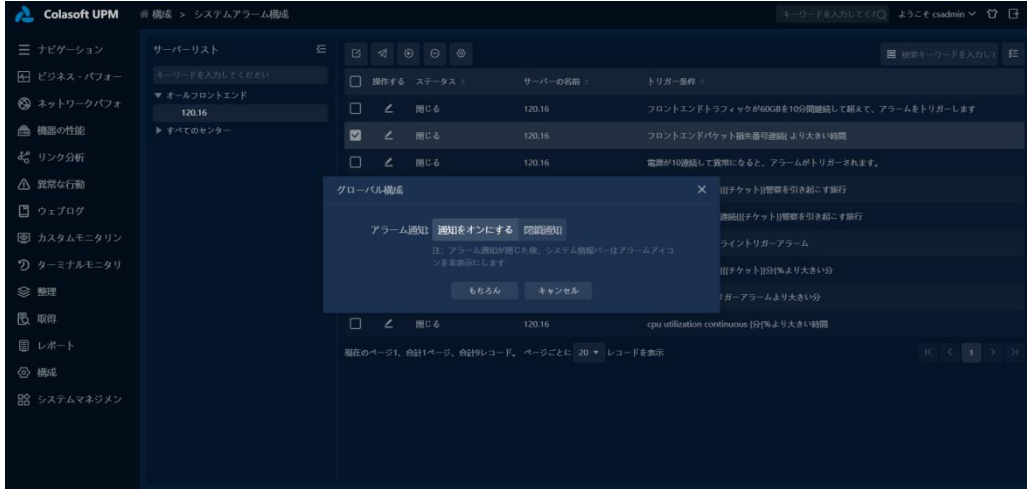 Colasoft UPM
構成 > システムアラーム構成
キーワードを入力してくだ
ようこそ csadmin
ナビゲーション
ビジネス・パフォー
ネットワークパフォ
機器の性能
リンク分析
異常な行動
ウェブログ
カスタムモニタリン
ターミナルモニタリ
整理
取得
レポート
構成
システムマネジメン
サーバーリスト
キーワードを入力してください
オールフロントエンド
120.16
すべてのセンター
検索キーワードを入力し
操作する ステータス サーバーの名前 トリガー条件
閉じる 120.16 フロントエンドトラフィックが60GBを10分間継続して超えて、アラームをトリガーします
閉じる 120.16 フロントエンドパケット損失番号連続{ より大きい時間
閉じる 120.16 電源が10連続して異常になると、アラームがトリガーされます。
{{{チケット}}警察を引き起こす旅行
連続{{{チケット}}警察を引き起こす旅行
ライントリガーアラーム
{{{チケット}}分{%より大きい分
リガーアラームより大きい分
閉じる 120.16 cpu utilization continuous {分{%より大きい時間
グローバル構成
アラーム通知: 通知をオンにする 閉鎖通知
注：アラーム通知が閉じた後、システム情報バーはアラームアイコ
ンを非表示にします
もちろん キャンセル
現在のページ1、合計1ページ、合計9レコード。 ページごとに 20 レコードを表示
1